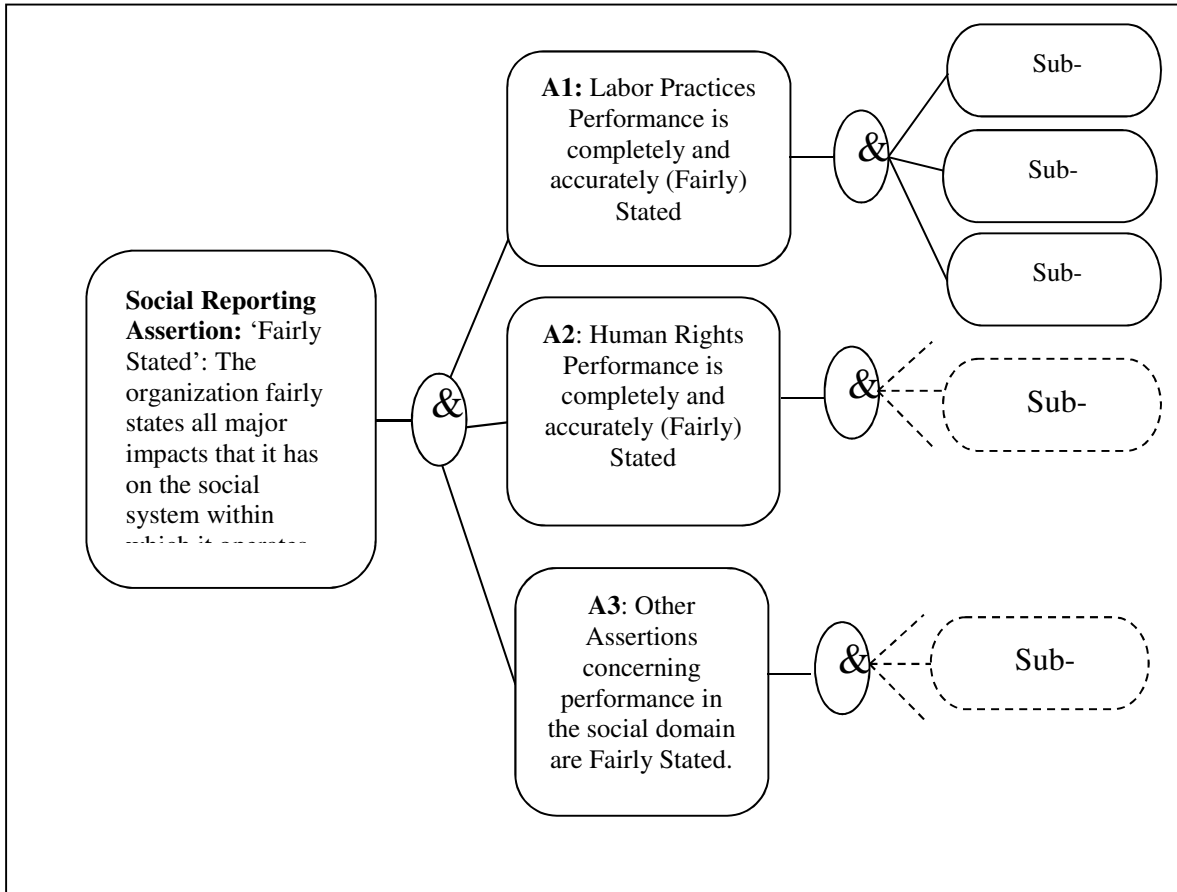 Social Reporting
Assertion: ‘Fairly
Stated’: The
organization fairly
states all major
impacts that it has
on the social
system within
which it operates
&
A1: Labor Practices
Performance is
completely and
accurately (Fairly)
Stated
&
Sub-
Sub-
Sub-
A2: Human Rights
Performance is
completely and
accurately (Fairly)
Stated
&
Sub-
A3: Other
Assertions
concerning
performance in
the social domain
are Fairly Stated.
&
Sub-